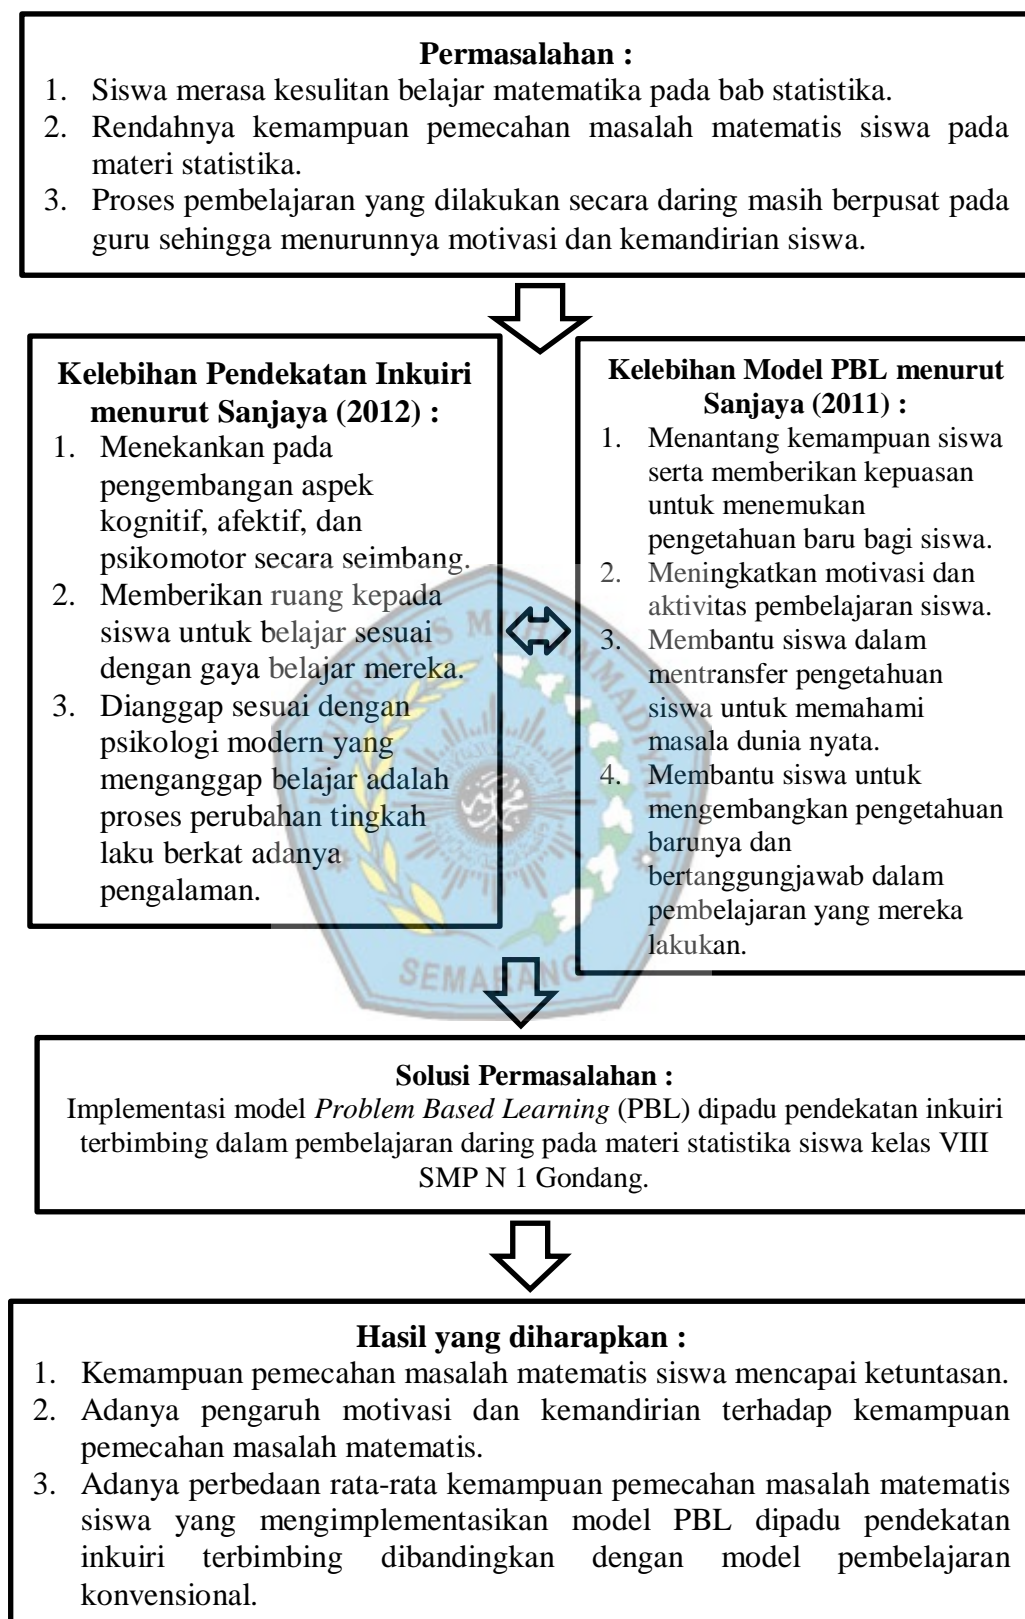 Permasalahan :
1. Siswa merasa kesulitan belajar matematika pada bab statistika.
2. Rendahnya kemampuan pemecahan masalah matematis siswa pada
materi statistika.
3. Proses pembelajaran yang dilakukan secara daring masih berpusat pada
guru sehingga menurunnya motivasi dan kemandirian siswa.
Kelebihan Pendekatan Inkuiri
menurut Sanjaya (2012) :
1. Menekankan pada
pengembangan aspek
kognitif, afektif, dan
psikomotor secara seimbang.
2. Memberikan ruang kepada
siswa untuk belajar sesuai
dengan gaya belajar mereka.
3. Dianggap sesuai dengan
psikologi modern yang
menganggap belajar adalah
proses perubahan tingkah
laku berkat adanya
pengalaman.
Kelebihan Model PBL menurut
Sanjaya (2011) :
1. Menantang kemampuan siswa
serta memberikan kepuasan
untuk menemukan
pengetahuan baru bagi siswa.
2. Meningkatkan motivasi dan
aktivitas pembelajaran siswa.
3. Membantu siswa dalam
mentransfer pengetahuan
siswa untuk memahami
masala dunia nyata.
4. Membantu siswa untuk
mengembangkan pengetahuan
barunya dan
bertanggungjawab dalam
pembelajaran yang mereka
lakukan.
SEMARANG
Solusi Permasalahan :
Implementasi model Problem Based Learning (PBL) dipadu pendekatan inkuiri
terbimbing dalam pembelajaran daring pada materi statistika siswa kelas VIII
SMP N 1 Gondang.
Hasil yang diharapkan :
1. Kemampuan pemecahan masalah matematis siswa mencapai ketuntasan.
2. Adanya pengaruh motivasi dan kemandirian terhadap kemampuan
pemecahan masalah matematis.
3. Adanya perbedaan rata-rata kemampuan pemecahan masalah matematis
siswa yang mengimplementasikan model PBL dipadu pendekatan
inkuiri terbimbing dibandingkan dengan model pembelajaran
konvensional.